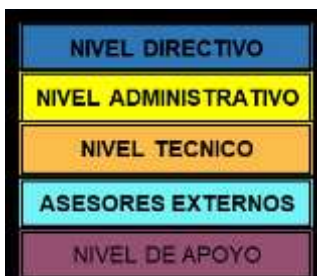 NIVEL DIRECTIVO
NIVEL ADMINISTRATIVO
NIVEL TECNICO
ASESORES EXTERNOS
NIVEL DE APOYO